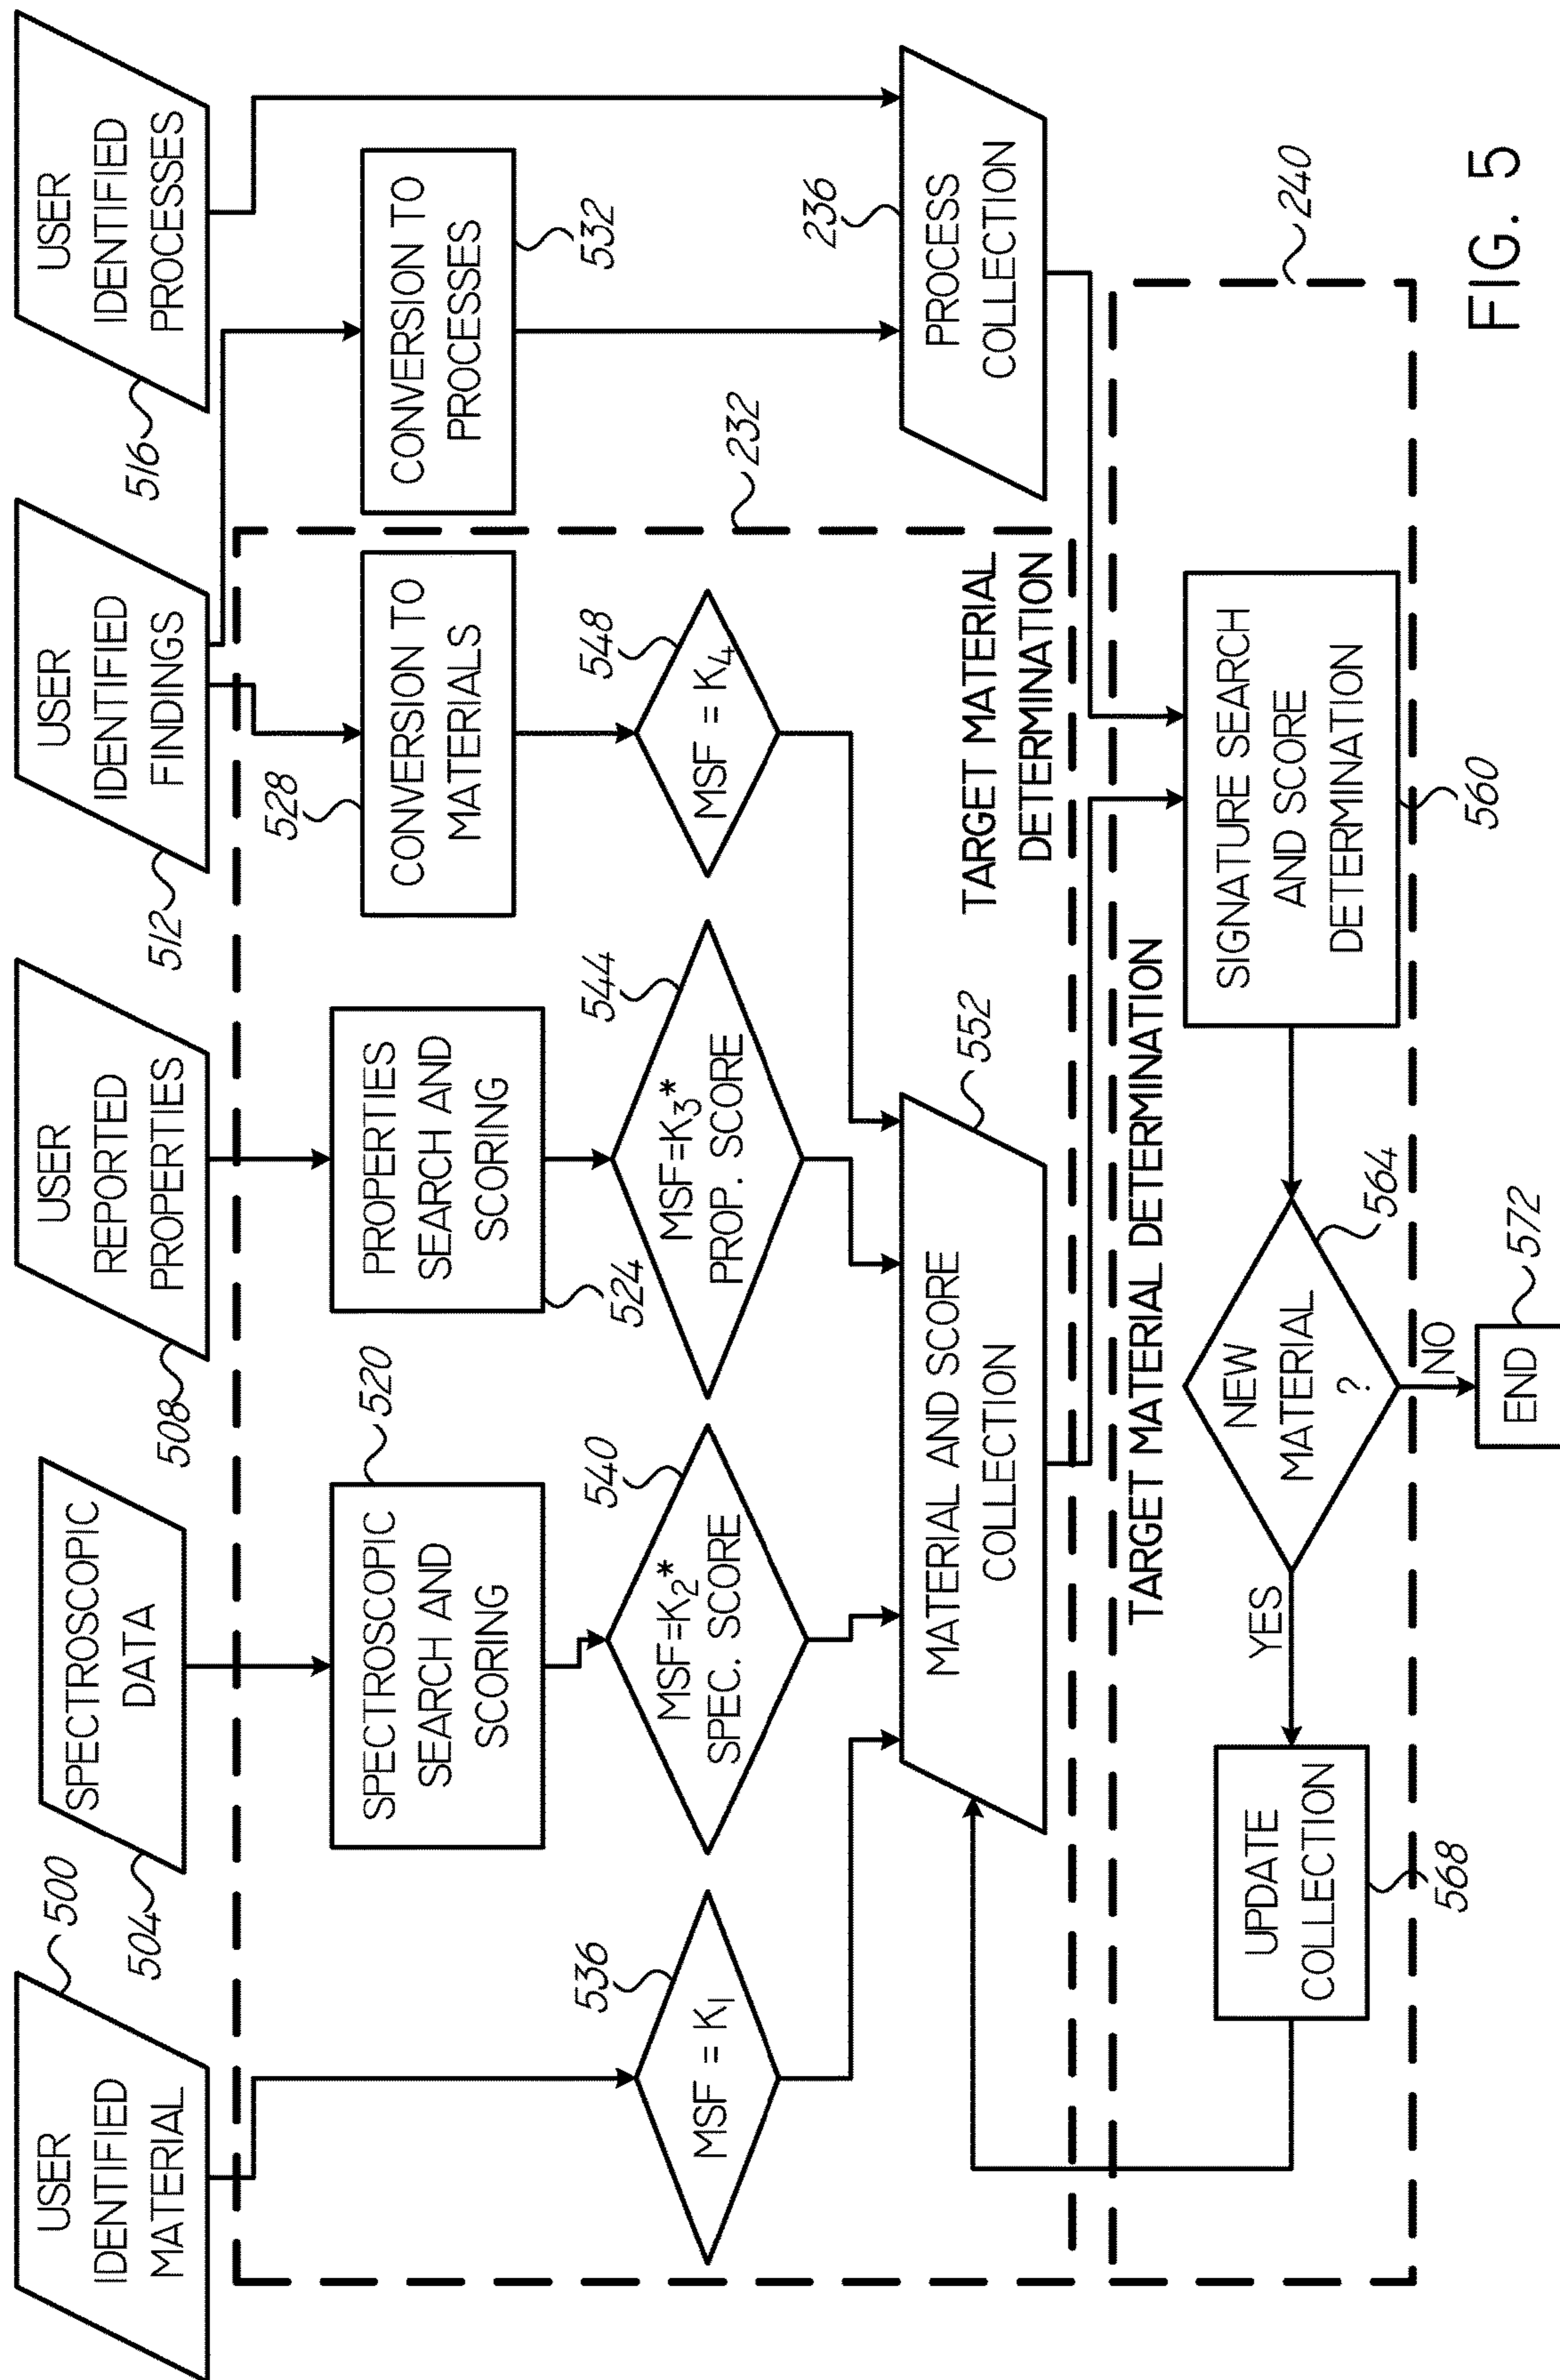 USER
IDENTIFIED
MATERIAL
500
SPECTROSCOPIC
DATA
504
USER
REPORTED
PROPERTIES
508
USER
IDENTIFIED
FINDINGS
512
USER
IDENTIFIED
PROCESSES
516
SPECTROSCOPIC
SEARCH AND
SCORING
520
PROPERTIES
SEARCH AND
SCORING
524
CONVERSION TO
MATERIALS
528
CONVERSION TO
PROCESSES
532
MSF = K₁
536
MSF=K₂*
SPEC. SCORE
540
MSF=K₃*
PROP. SCORE
544
MSF = K₄
548
232
MATERIAL AND SCORE
COLLECTION
552
TARGET MATERIAL
DETERMINATION
PROCESS
COLLECTION
236
TARGET MATERIAL DETERMINATION
240
UPDATE
COLLECTION
568
YES
NEW
MATERIAL
?
564
NO
SIGNATURE SEARCH
AND SCORE
DETERMINATION
560
END
572
FIG. 5